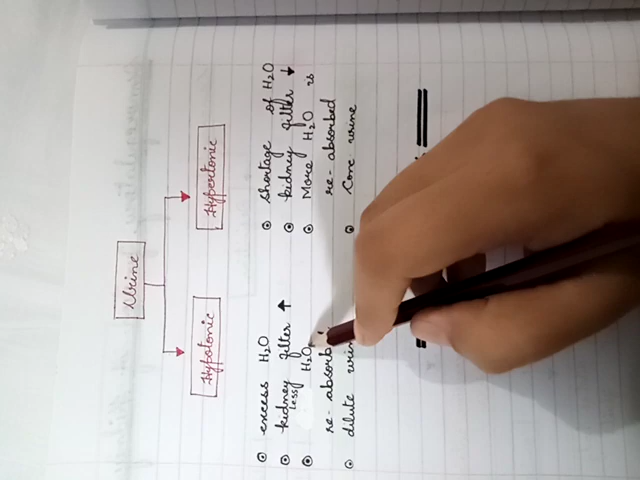 Urine
Hypotonic
Hypertonic
excess H₂O
kidney filter ↑
Less H₂O
re-absorb
dilute
Shortage of H₂O
kidney filter ↓
More H₂O is
re-absorbed
Conc urine